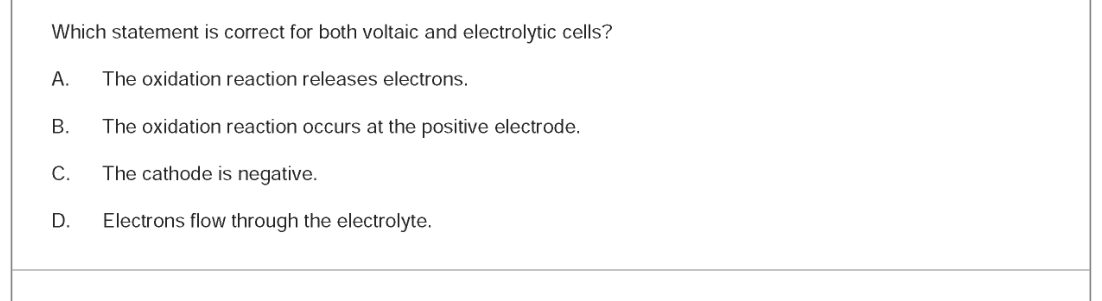 Which statement is correct for both voltaic and electrolytic cells?
A. The oxidation reaction releases electrons.
B. The oxidation reaction occurs at the positive electrode.
C. The cathode is negative.
D. Electrons flow through the electrolyte.